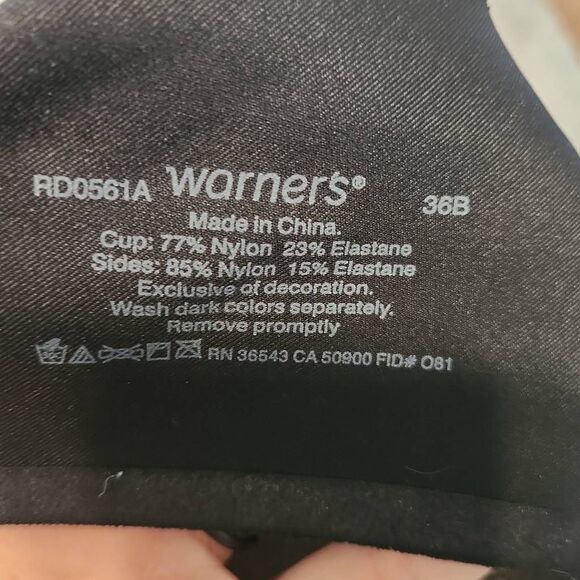 RD0561A Warner's® 36B
Made in China.
Cup: 77% Nylon 23% Elastane
Sides: 85% Nylon 15% Elastane
Exclusive of decoration.
Wash dark colors separately.
Remove promptly
RN 36543 CA 50900 FID# 081